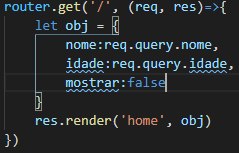 router.get('/', (req, res)=>{
    let obj = {
        nome:req.query.nome,
        idade:req.query.idade,
        mostrar:false
    }
    res.render('home', obj)
})